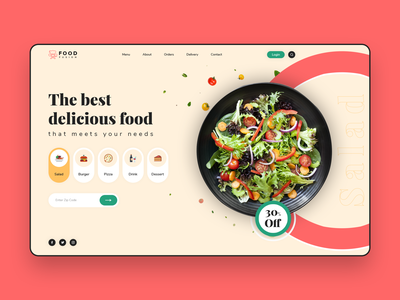 FOOD
FUSION
Menu About Orders Delivery Contact
Login
The best
delicious food
that meets your needs
Salad Burger Pizza Drink Dessert
Enter Zip Code
30%
Off